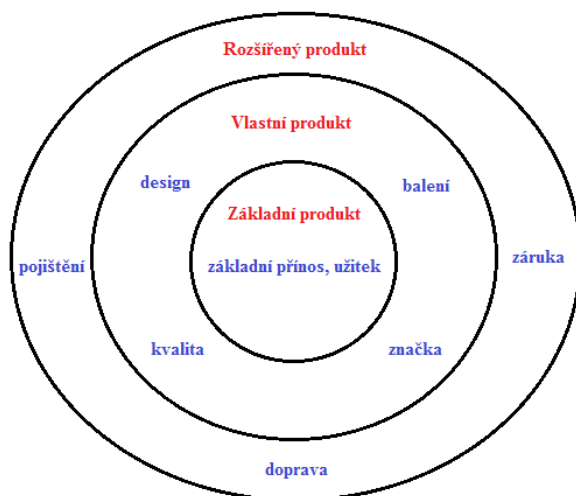 Rozšířený produkt
Vlastní produkt
design
balení
Základní produkt
záruka
pojištění
základní přínos, užitek
kvalita
značka
doprava